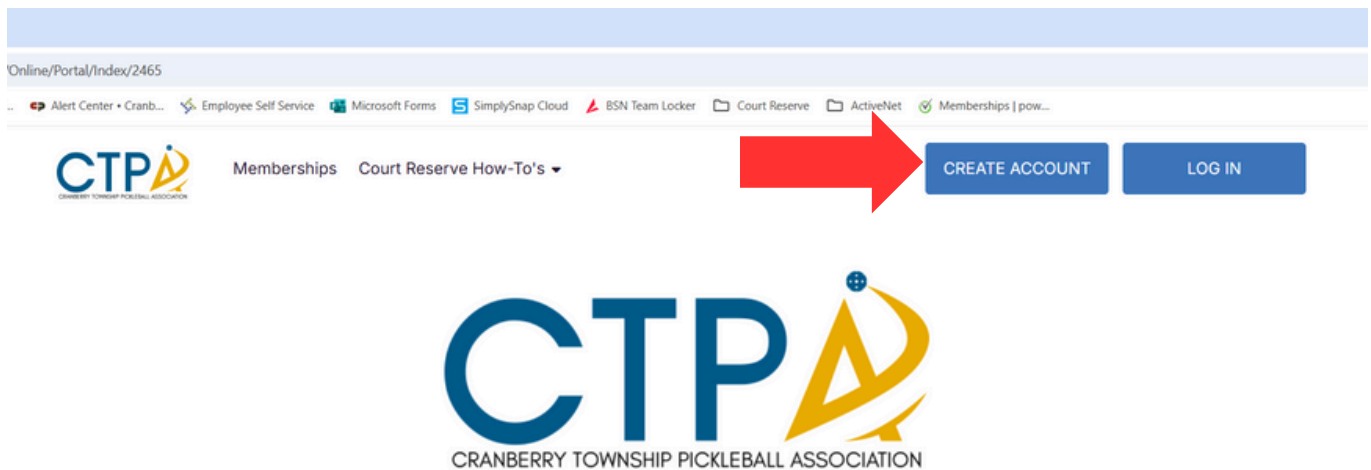 /Online/Portal/Index/2465
... Alert Center • Cranb... Employee Self Service Microsoft Forms SimplySnap Cloud BSN Team Locker Court Reserve ActiveNet Memberships | pow...
CTPA Memberships Court Reserve How-To's CREATE ACCOUNT LOG IN
CRANBERRY TOWNSHIP PICKLEBALL ASSOCIATION
CTPA
CRANBERRY TOWNSHIP PICKLEBALL ASSOCIATION